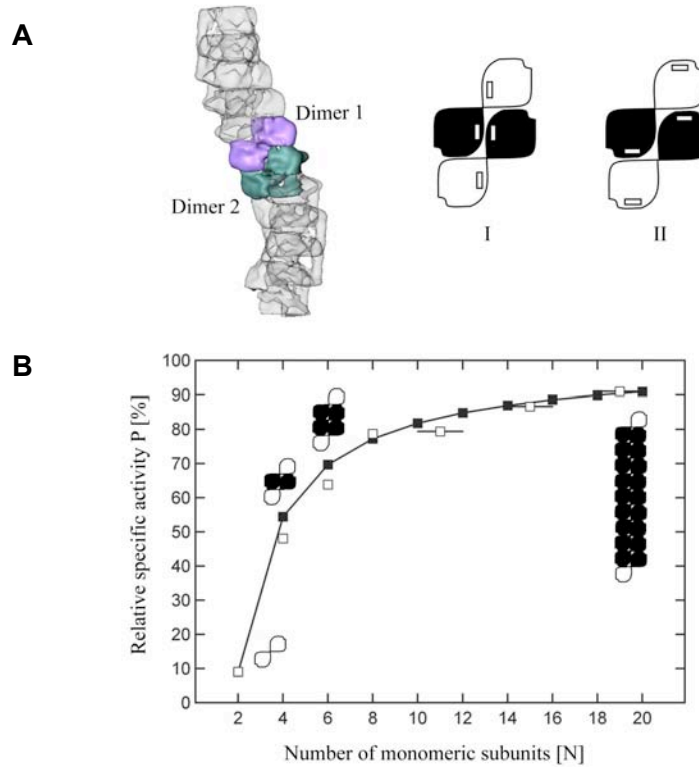 A
Dimer 1
Dimer 2
I
II
B
Relative specific activity P [%]
100
90
80
70
60
50
40
30
20
10
0
2 4 6 8 10 12 14 16 18 20
Number of monomeric subunits [N]